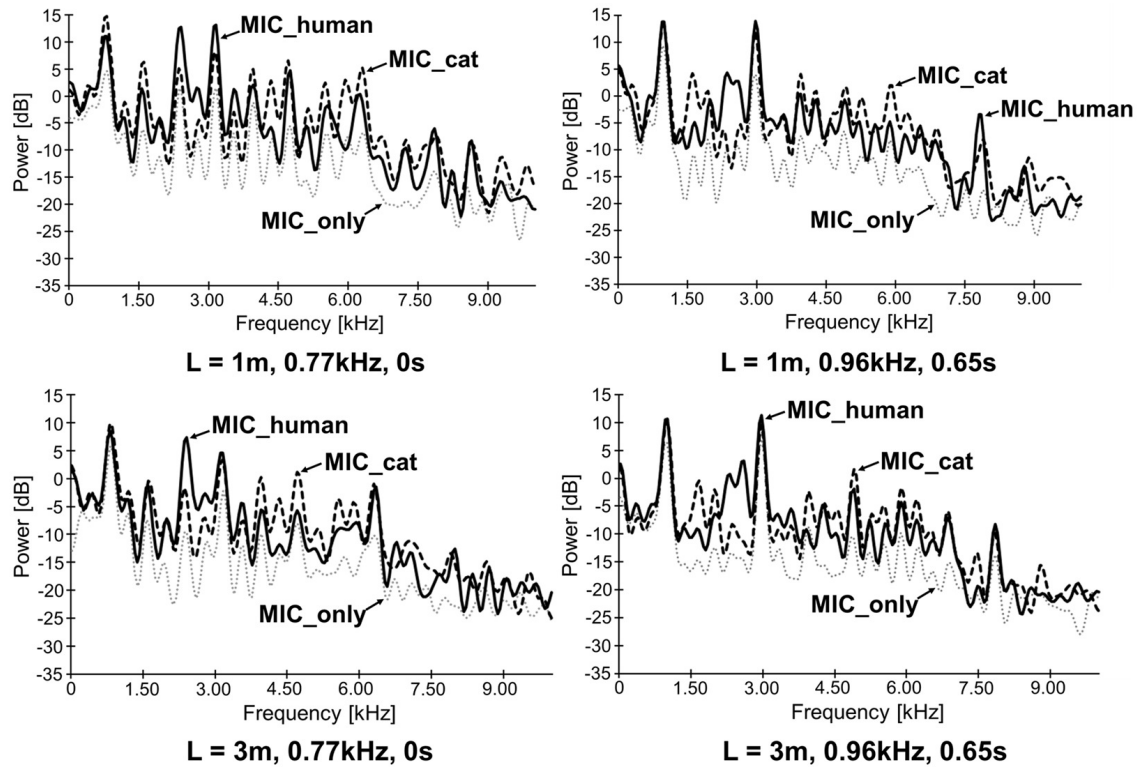 15
10
5
0
-5
-10
-15
-20
-25
-30
-35
Power [dB]
MIC_human
MIC_cat
MIC_only
0 1.50 3.00 4.50 6.00 7.50 9.00
Frequency [kHz]
L = 1m, 0.77kHz, 0s
15
10
5
0
-5
-10
-15
-20
-25
-30
-35
Power [dB]
MIC_cat
MIC_human
MIC_only
0 1.50 3.00 4.50 6.00 7.50 9.00
Frequency [kHz]
L = 1m, 0.96kHz, 0.65s
15
10
5
0
-5
-10
-15
-20
-25
-30
-35
Power [dB]
MIC_human
MIC_cat
MIC_only
0 1.50 3.00 4.50 6.00 7.50 9.00
Frequency [kHz]
L = 3m, 0.77kHz, 0s
15
10
5
0
-5
-10
-15
-20
-25
-30
-35
Power [dB]
MIC_human
MIC_cat
MIC_only
0 1.50 3.00 4.50 6.00 7.50 9.00
Frequency [kHz]
L = 3m, 0.96kHz, 0.65s